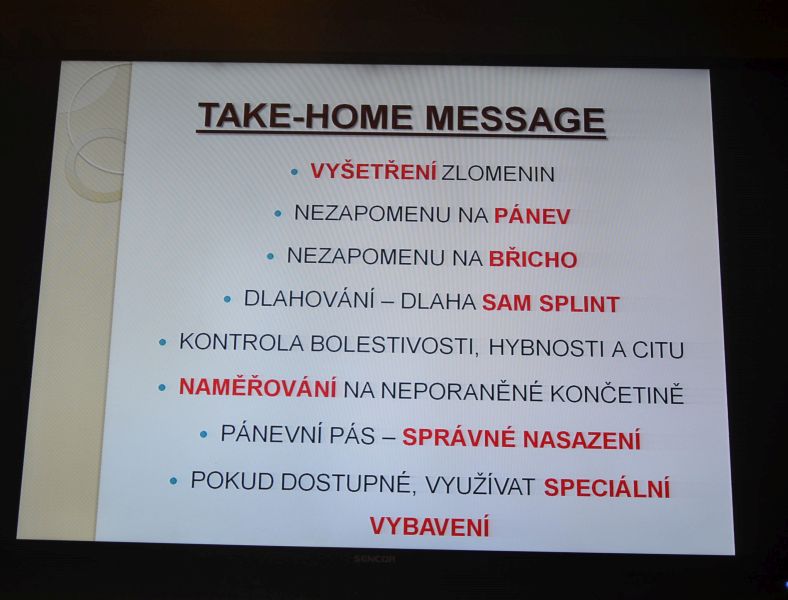 TAKE-HOME MESSAGE
• VYŠETŘENÍ ZLOMENIN
• NEZAPOMENU NA PÁNEV
• NEZAPOMENU NA BŘICHO
• DLAHOVÁNÍ – DLAHA SAM SPLINT
• KONTROLA BOLESTIVOSTI, HYBNOSTI A CITU
• NAMĚŘOVÁNÍ NA NEPORANĚNÉ KONČETINĚ
• PÁNEVNÍ PÁS – SPRÁVNÉ NASAZENÍ
• POKUD DOSTUPNÉ, VYUŽÍVAT SPECIÁLNÍ
VYBAVENÍ
SENCOR